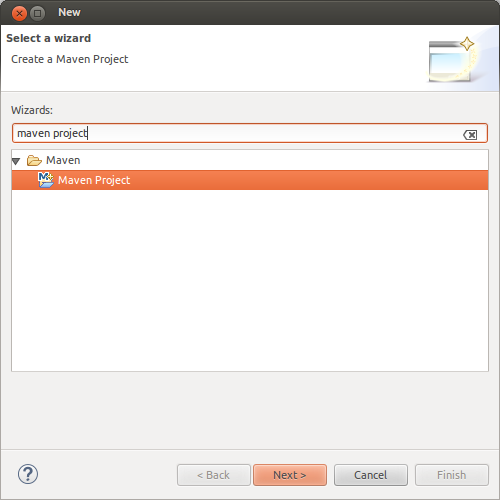 New
Select a wizard
Create a Maven Project
Wizards:
maven project
Maven
Maven Project
< Back
Next >
Cancel
Finish